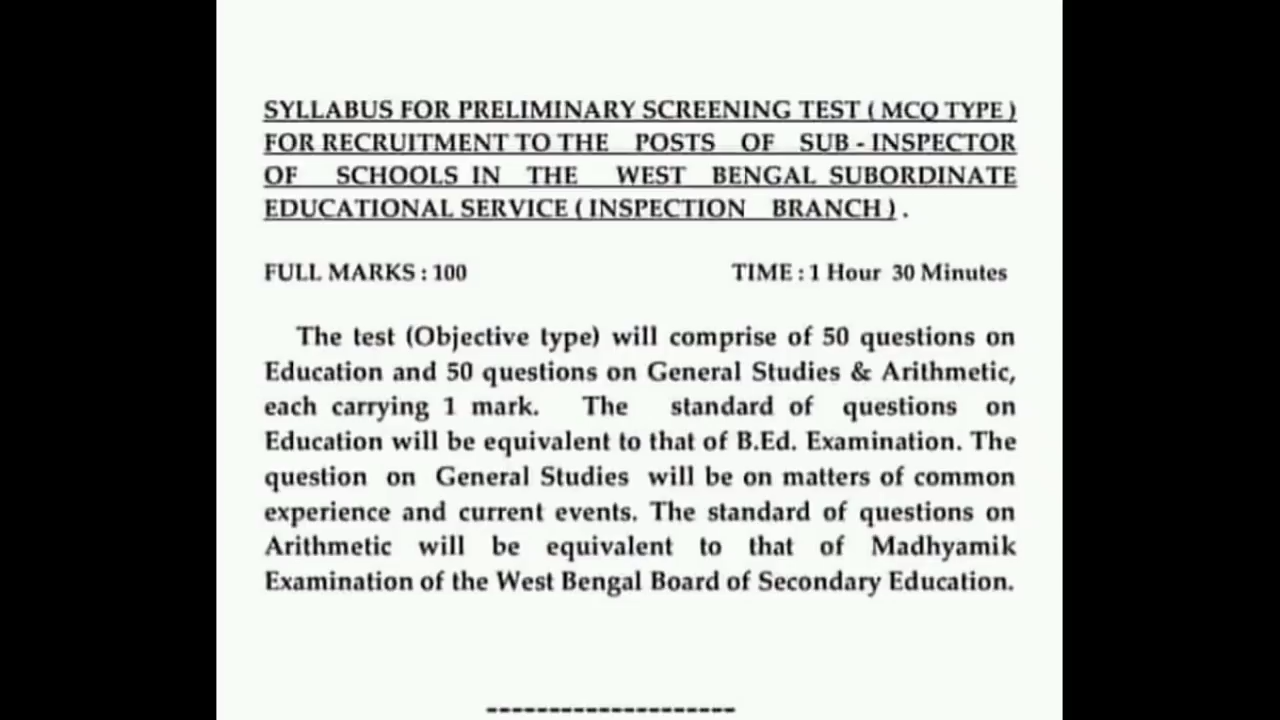 SYLLABUS FOR PRELIMINARY SCREENING TEST ( MCQ TYPE )
FOR RECRUITMENT TO THE POSTS OF SUB - INSPECTOR
OF SCHOOLS IN THE WEST BENGAL SUBORDINATE
EDUCATIONAL SERVICE ( INSPECTION BRANCH ) .
FULL MARKS : 100 TIME : 1 Hour 30 Minutes
The test (Objective type) will comprise of 50 questions on
Education and 50 questions on General Studies & Arithmetic,
each carrying 1 mark. The standard of questions on
Education will be equivalent to that of B.Ed. Examination. The
question on General Studies will be on matters of common
experience and current events. The standard of questions on
Arithmetic will be equivalent to that of Madhyamik
Examination of the West Bengal Board of Secondary Education.
--------------------